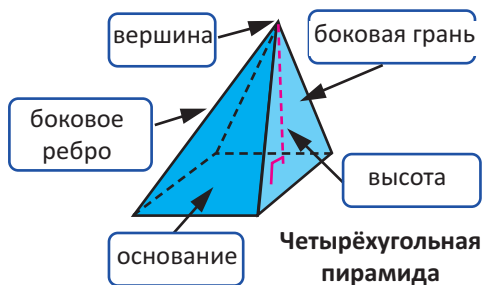 вершина
боковая грань
боковое
ребро
высота
основание
Четырёхугольная
пирамида